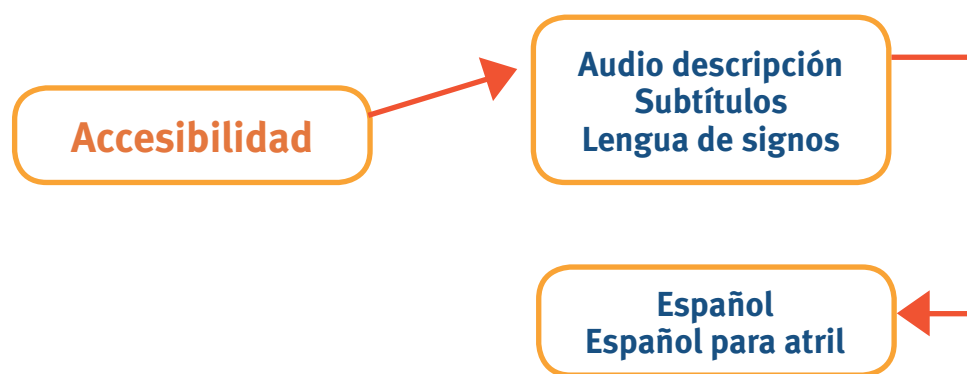 Accesibilidad
Audio descripción
Subtítulos
Lengua de signos
Español
Español para atril